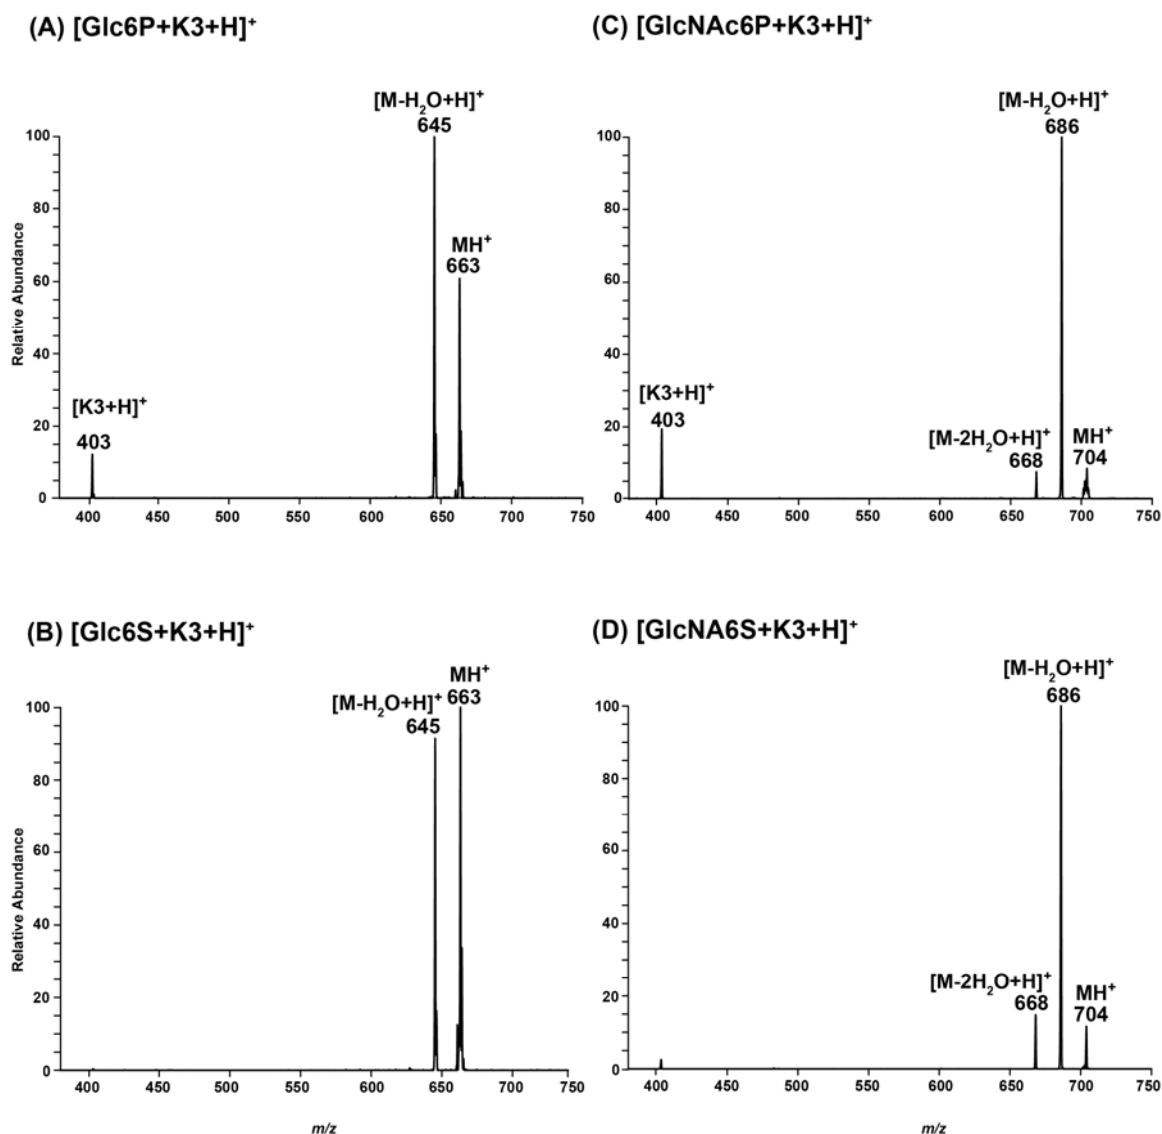 (A) [Glc6P+K3+H]⁺
[M-H₂O+H]⁺
645
MH⁺
663
[K3+H]⁺
403
Relative Abundance
100
80
60
40
20
0
400 450 500 550 600 650 700 750
(C) [GlcNAc6P+K3+H]⁺
[M-H₂O+H]⁺
686
[K3+H]⁺
403
[M-2H₂O+H]⁺
668
MH⁺
704
100
80
60
40
20
0
400 450 500 550 600 650 700 750
(B) [Glc6S+K3+H]⁺
MH⁺
663
[M-H₂O+H]⁺
645
Relative Abundance
100
80
60
40
20
0
400 450 500 550 600 650 700 750
m/z
(D) [GlcNA6S+K3+H]⁺
[M-H₂O+H]⁺
686
[M-2H₂O+H]⁺
668
MH⁺
704
100
80
60
40
20
0
400 450 500 550 600 650 700 750
m/z